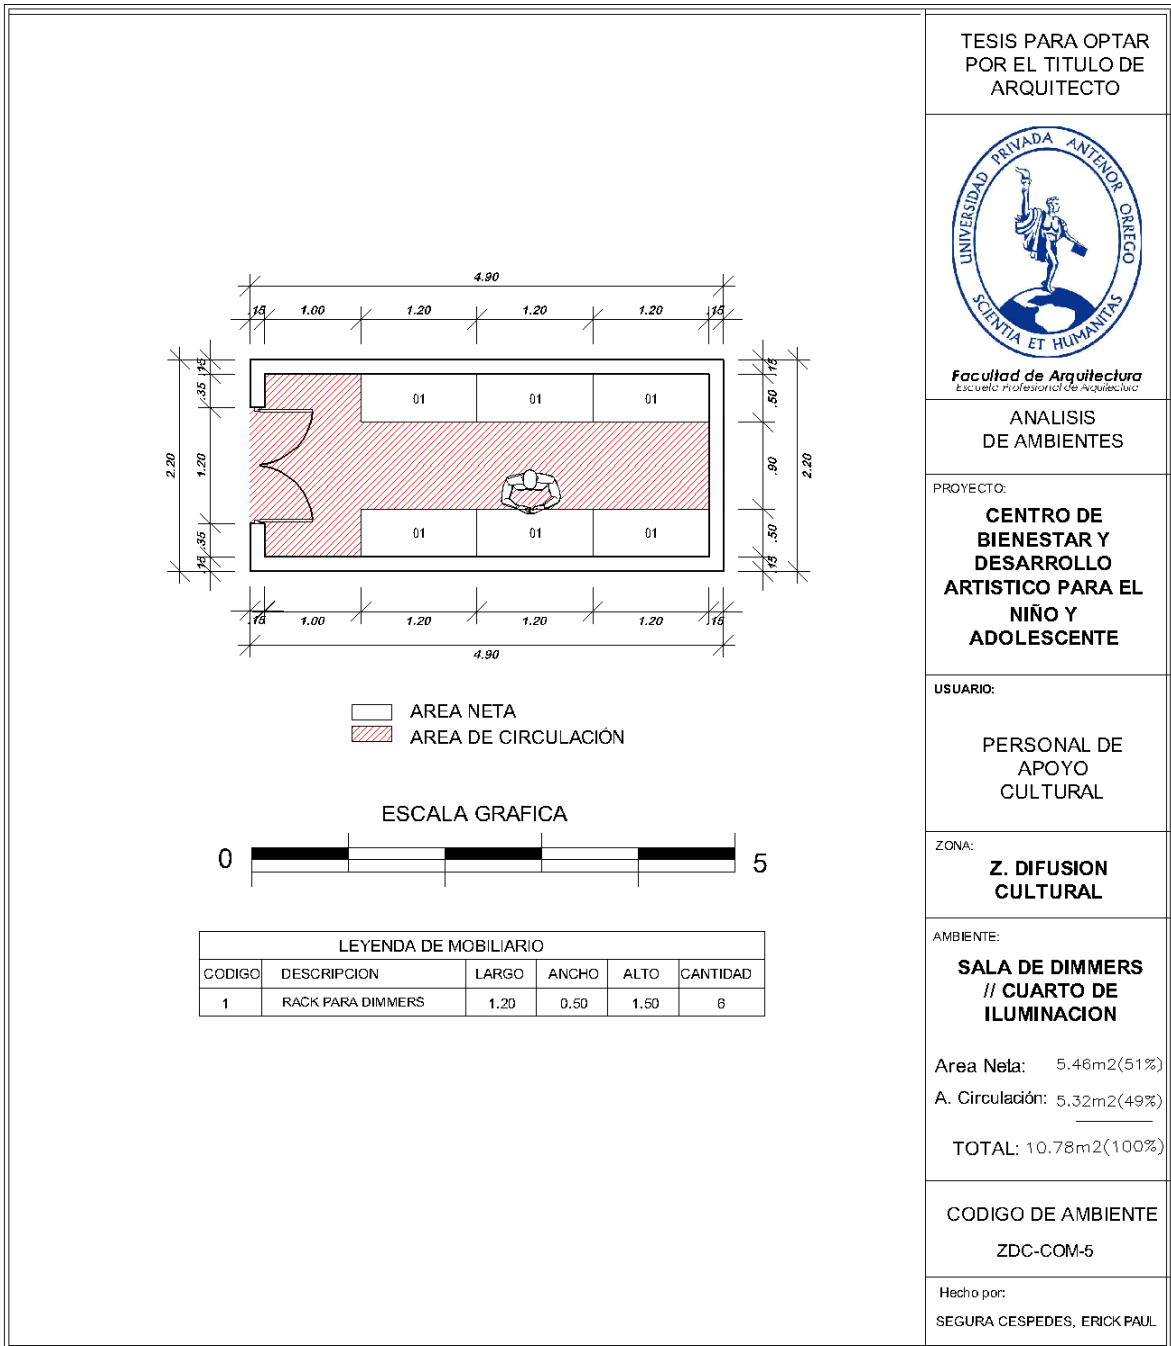 4.90
.15 1.00 1.20 1.20 1.20 .15
2.20
.15 .35 1.20 .35 .15
01 01 01
01 01 01
.15 .50 .90 .50 .15
2.20
.15 1.00 1.20 1.20 1.20 .15
4.90
AREA NETA
AREA DE CIRCULACIÓN
ESCALA GRAFICA
0 5
LEYENDA DE MOBILIARIO
CODIGO DESCRIPCION LARGO ANCHO ALTO CANTIDAD
1 RACK PARA DIMMERS 1.20 0.50 1.50 6
TESIS PARA OPTAR
POR EL TITULO DE
ARQUITECTO
UNIVERSIDAD PRIVADA ANTENOR ORREGO
SCIENTIA ET HUMANITAS
Facultad de Arquitectura
Escuela Profesional de Arquitectura
ANALISIS
DE AMBIENTES
PROYECTO:
CENTRO DE
BIENESTAR Y
DESARROLLO
ARTISTICO PARA EL
NIÑO Y
ADOLESCENTE
USUARIO:
PERSONAL DE
APOYO
CULTURAL
ZONA:
Z. DIFUSION
CULTURAL
AMBIENTE:
SALA DE DIMMERS
// CUARTO DE
ILUMINACION
Area Neta: 5.46m2(51%)
A. Circulación: 5.32m2(49%)
TOTAL: 10.78m2(100%)
CODIGO DE AMBIENTE
ZDC-COM-5
Hecho por:
SEGURA CESPEDES, ERICK PAUL